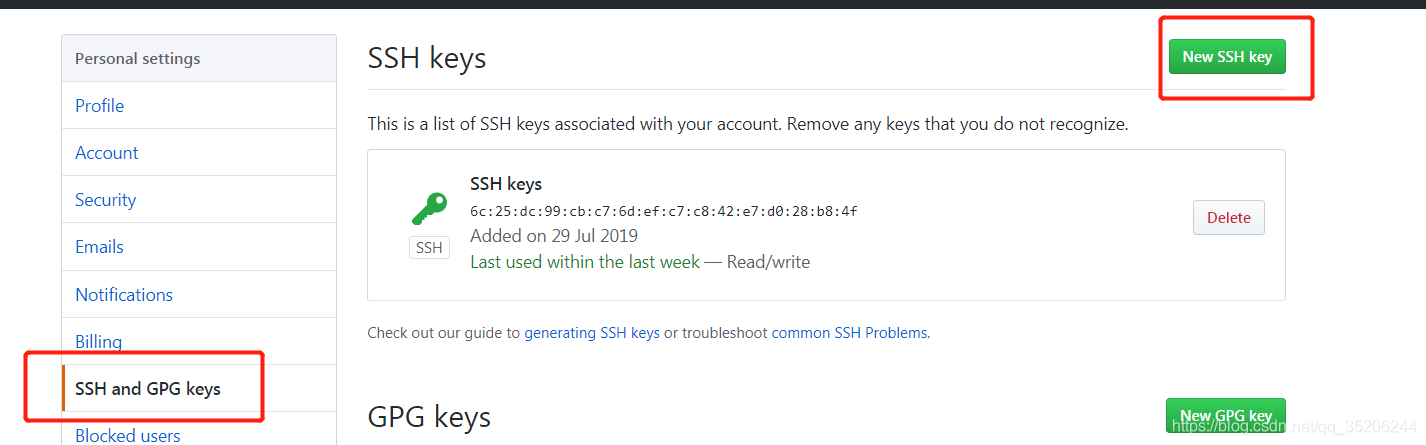 Personal settings
Profile
Account
Security
Emails
Notifications
Billing
SSH and GPG keys
Blocked users
SSH keys
New SSH key
This is a list of SSH keys associated with your account. Remove any keys that you do not recognize.
SSH
SSH keys
6c:25:dc:99:cb:c7:6d:ef:c7:c8:42:e7:d0:28:b8:4f
Added on 29 Jul 2019
Last used within the last week — Read/write
Delete
Check out our guide to generating SSH keys or troubleshoot common SSH Problems.
GPG keys
New GPG key
https://blog.csdn.net/qq_35206244